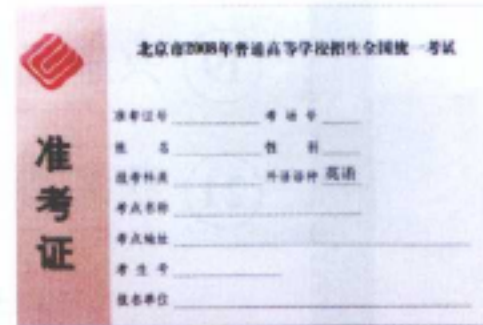 北京市2008年普通高等学校招生全国统一考试
准考证
准考证号 考场号
姓名 性别
报考科类 外语语种 英语
考点名称
考点地址
考生号
报名单位